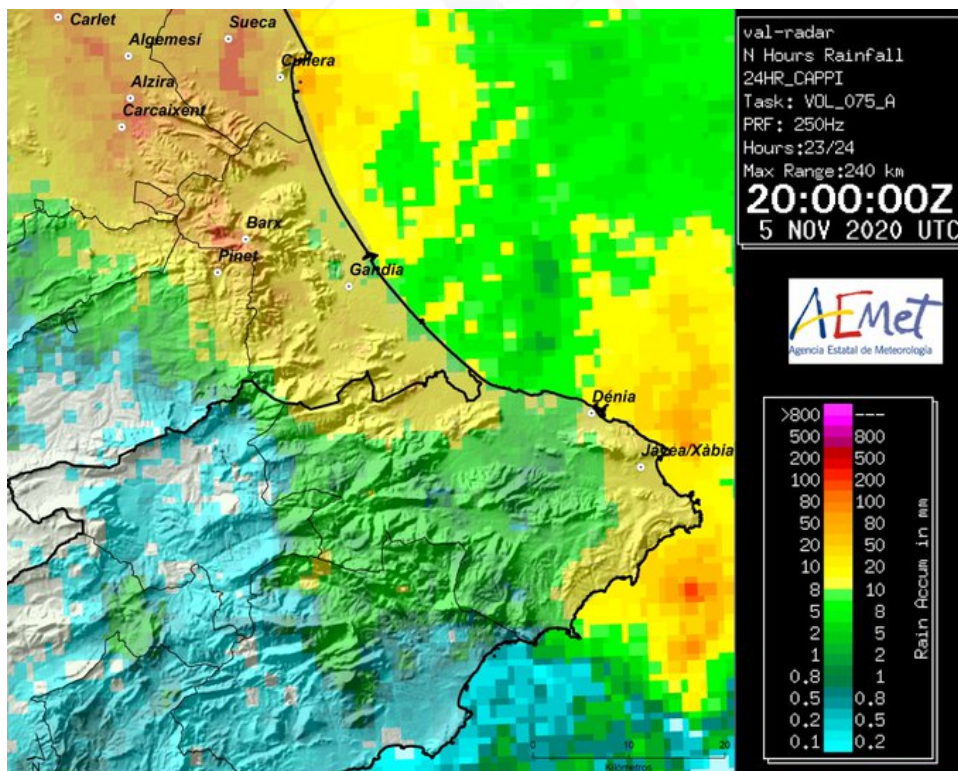 Carlet
Sueca
Algemesí
Cullera
Alzira
Carcaixent
Barx
Pinet
Gandia
Dénia
Javea/Xàbia
0 10 20
Kilómetros
val-radar
N Hours Rainfall
24HR_CAPPI
Task: VOL_075_A
PRF: 250Hz
Hours:23/24
Max Range:240 km
20:00:00Z
5 NOV 2020 UTC
AEmet
Agencia Estatal de Meteorología
>800 ---
500 800
200 500
100 200
80 100
50 80
20 50
10 20
8 10
5 8
2 5
1 2
0.8 1
0.5 0.8
0.2 0.5
0.1 0.2
Rain Accum in mm